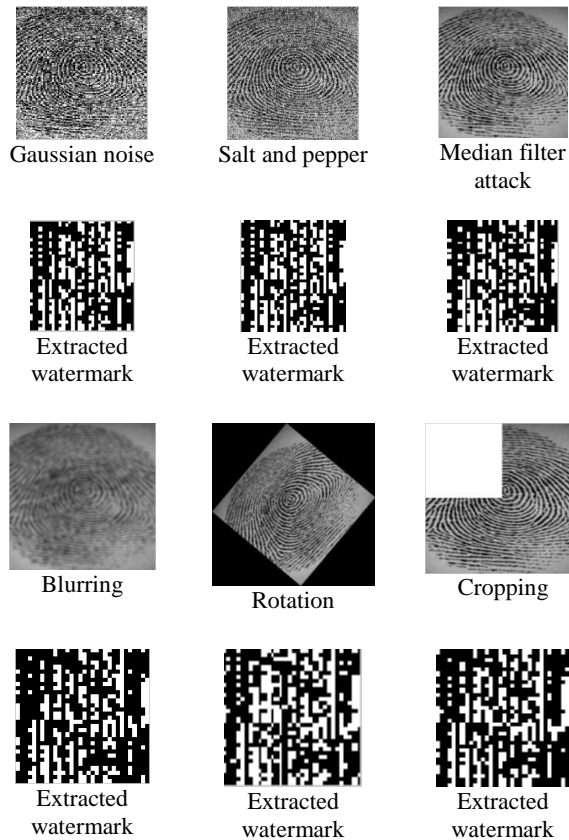 Gaussian noise
Salt and pepper
Median filter
attack
Extracted
watermark
Extracted
watermark
Extracted
watermark
Blurring
Rotation
Cropping
Extracted
watermark
Extracted
watermark
Extracted
watermark